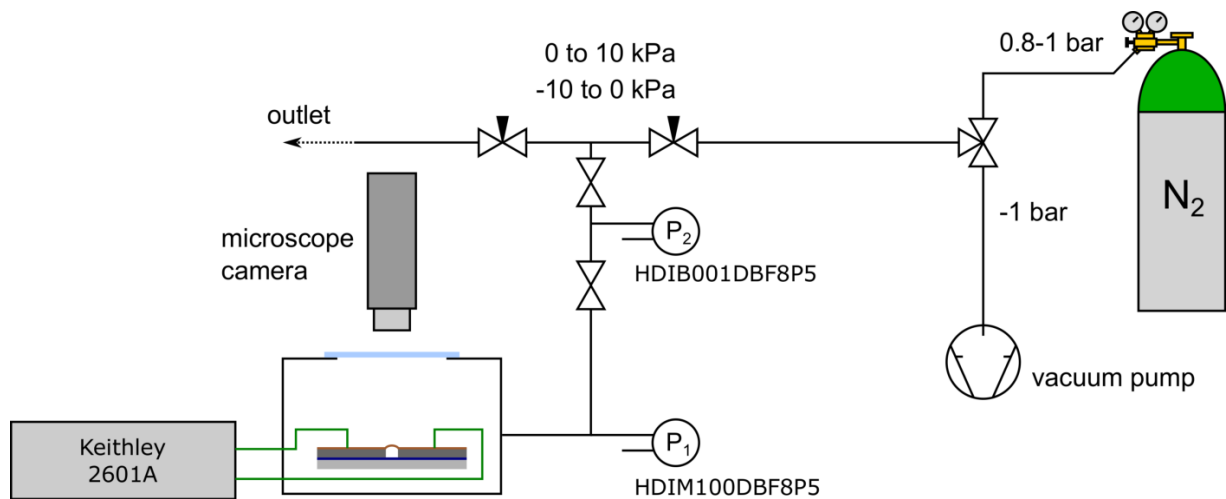 0.8-1 bar
0 to 10 kPa
-10 to 0 kPa
outlet
N₂
-1 bar
microscope
camera
P₂
HDIB001DBF8P5
vacuum pump
Keithley
2601A
P₁
HDIM100DBF8P5